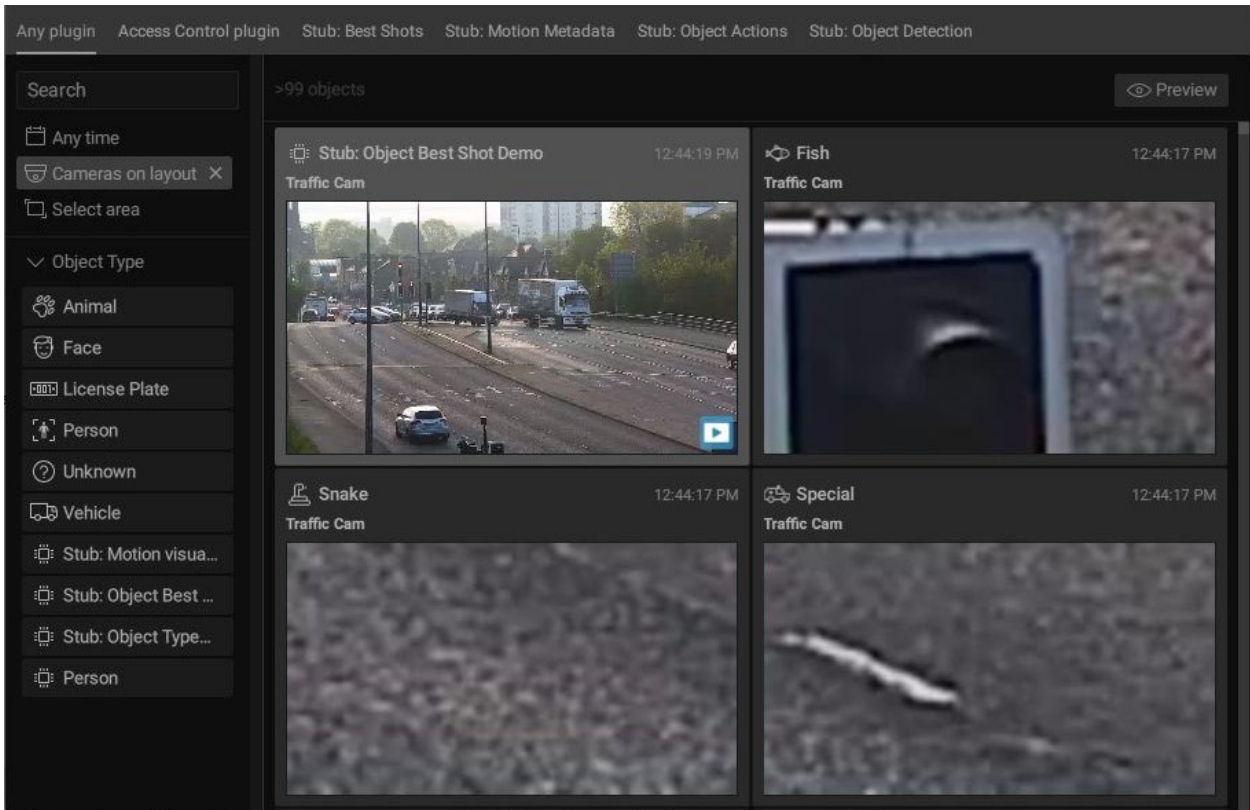 Any plugin Access Control plugin Stub: Best Shots Stub: Motion Metadata Stub: Object Actions Stub: Object Detection
Search
>99 objects
Preview
Any time
Cameras on layout
Select area
Object Type
Animal
Face
License Plate
Person
Unknown
Vehicle
Stub: Motion visua...
Stub: Object Best ...
Stub: Object Type...
Person
Stub: Object Best Shot Demo 12:44:19 PM
Traffic Cam
Fish 12:44:17 PM
Traffic Cam
Snake 12:44:17 PM
Traffic Cam
Special 12:44:17 PM
Traffic Cam